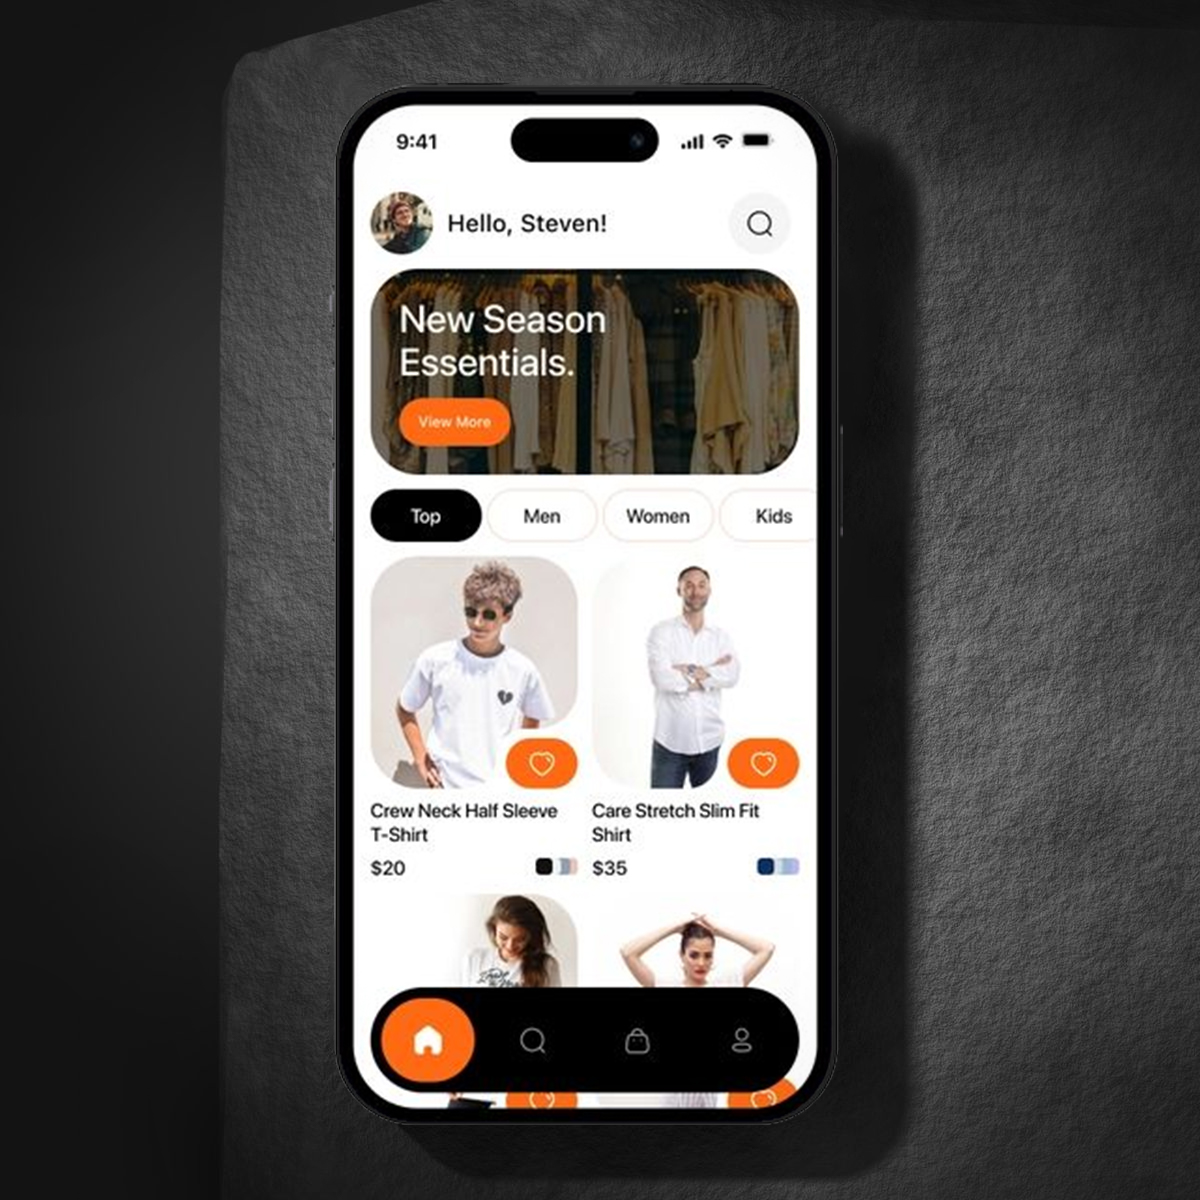 9:41
Hello, Steven!
New Season
Essentials.
View More
Top
Men
Women
Kids
Crew Neck Half Sleeve
T-Shirt
$20
Care Stretch Slim Fit
Shirt
$35